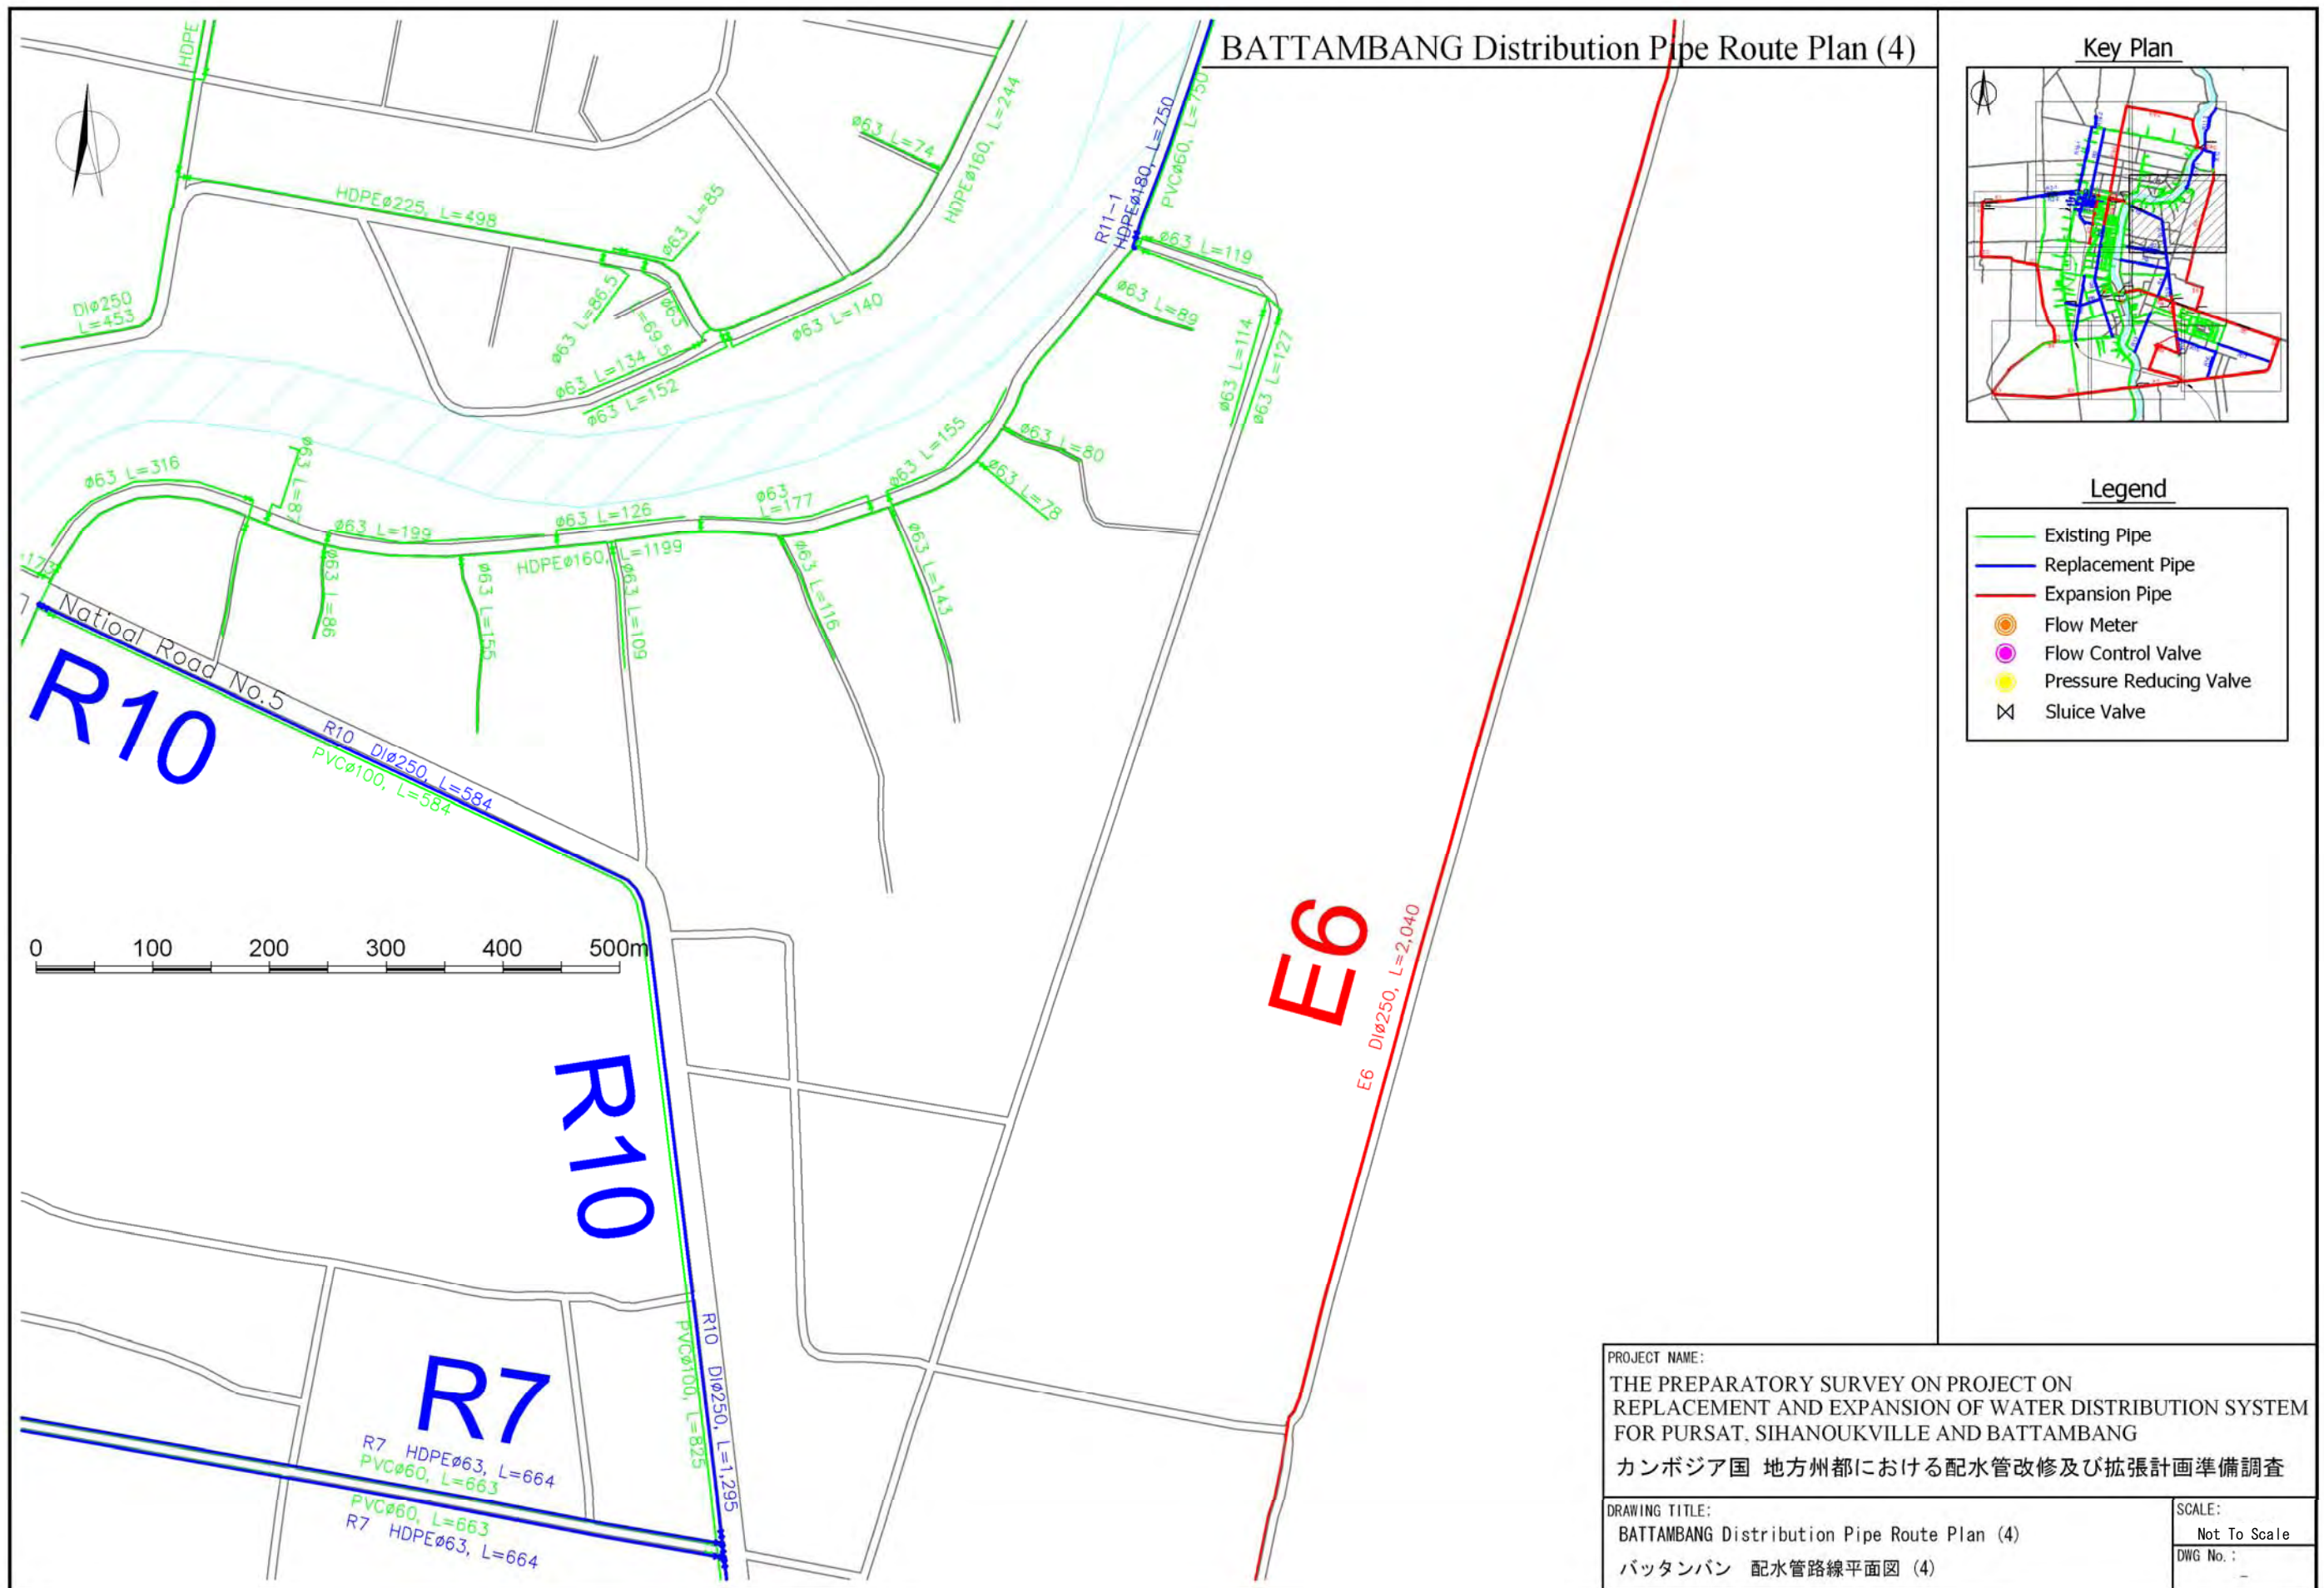 BATTAMBANG Distribution Pipe Route Plan (4)
HDPE
DIø250
L=453
HDPEø225, L=498
ø63 L=74
HDPEø160, L=244
ø63 L=85
ø63 L=86.5
ø63
L=69.5
ø63 L=134
ø63 L=152
ø63 L=140
R11-1
HDPEø180, L=750
PVCø60, L=750
ø63 L=119
ø63 L=89
ø63 L=114
ø63 L=127
ø63 L=155
ø63 L=80
ø63 L=78
ø63 L=316
ø63 L=87
ø63 L=199
ø63 L=126
ø63
L=177
HDPEø160, L=1199
ø63 L=86
ø63 L=155
ø63 L=109
ø63 L=116
ø63 L=143
Natioal Road No.5
R10
R10 DIø250, L=584
PVCø100, L=584
0 100 200 300 400 500m
R10
E6
E6 DIø250, L=2,040
R10 DIø250, L=1,295
PVCø100, L=825
R7
R7 HDPEø63, L=664
PVCø60, L=663
PVCø60, L=663
R7 HDPEø63, L=664
Key Plan
Legend
Existing Pipe
Replacement Pipe
Expansion Pipe
Flow Meter
Flow Control Valve
Pressure Reducing Valve
Sluice Valve
PROJECT NAME:
THE PREPARATORY SURVEY ON PROJECT ON
REPLACEMENT AND EXPANSION OF WATER DISTRIBUTION SYSTEM
FOR PURSAT, SIHANOUKVILLE AND BATTAMBANG
カンボジア国 地方州都における配水管改修及び拡張計画準備調査
DRAWING TITLE:
BATTAMBANG Distribution Pipe Route Plan (4)
バッタンバン 配水管路線平面図 (4)
SCALE:
Not To Scale
DWG No.:
－